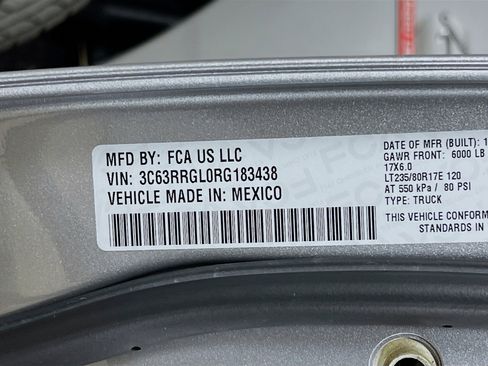 MFD BY: FCA US LLC
VIN: 3C63RRGL0RG183438
VEHICLE MADE IN: MEXICO
DATE OF MFR (BUILT): 1
GAWR FRONT: 6000 LB
17X6.0
LT235/80R17E 120
AT 550 kPa / 80 PSI
TYPE: TRUCK
THIS VEHICLE CONFORM
STANDARDS IN